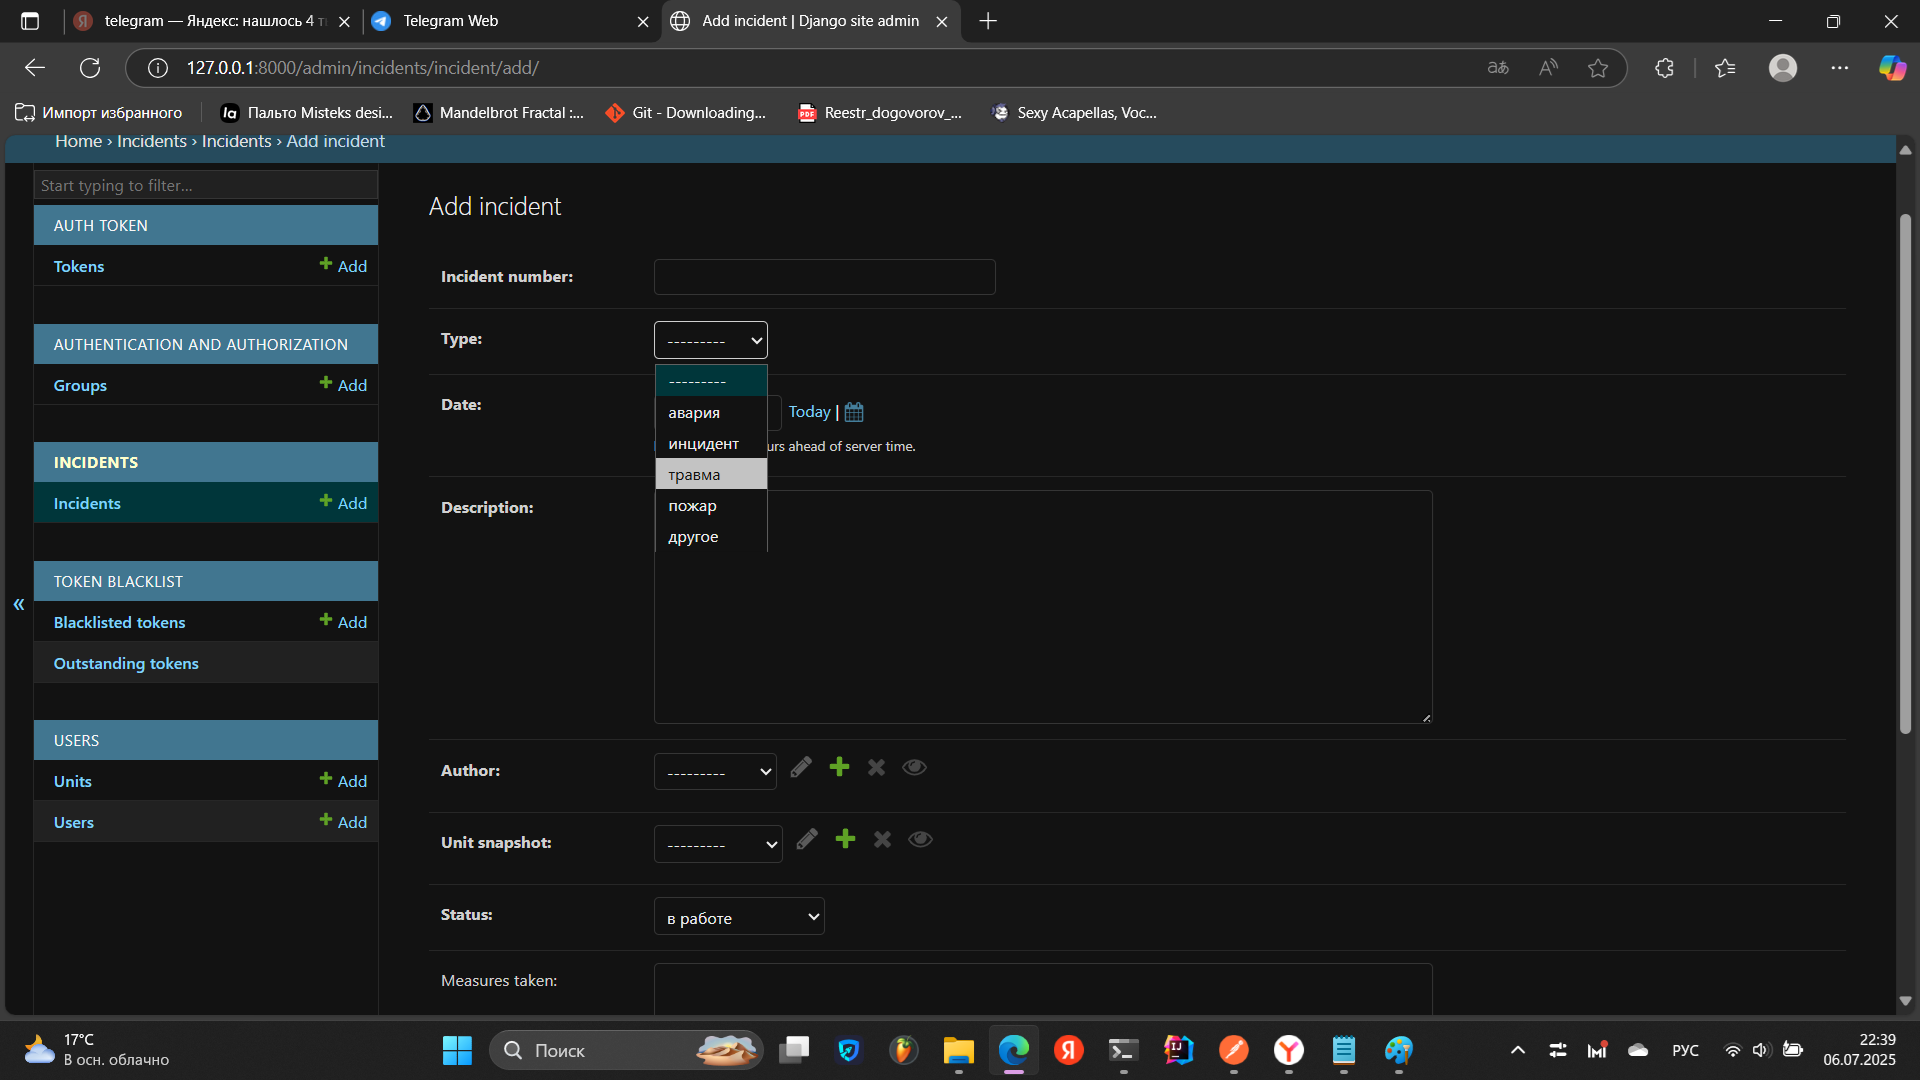 telegram — Яндекс: нашлось 4 т
Telegram Web
Add incident | Django site admin
127.0.0.1:8000/admin/incidents/incident/add/
Импорт избранного
Пальто Misteks desi...
Mandelbrot Fractal :...
Git - Downloading...
Reestr_dogovorov_...
Sexy Acapellas, Voc...
Home › Incidents › Incidents › Add incident
Start typing to filter...
AUTH TOKEN
Tokens
Add
AUTHENTICATION AND AUTHORIZATION
Groups
Add
INCIDENTS
Incidents
Add
TOKEN BLACKLIST
Blacklisted tokens
Add
Outstanding tokens
USERS
Units
Add
Users
Add
«
Add incident
Incident number:
Type:
---------
---------
авария
инцидент
травма
пожар
другое
Date:
Today |
urs ahead of server time.
Description:
Author:
---------
Unit snapshot:
---------
Status:
в работе
Measures taken:
17°C
В осн. облачно
Поиск
РУС
22:39
06.07.2025